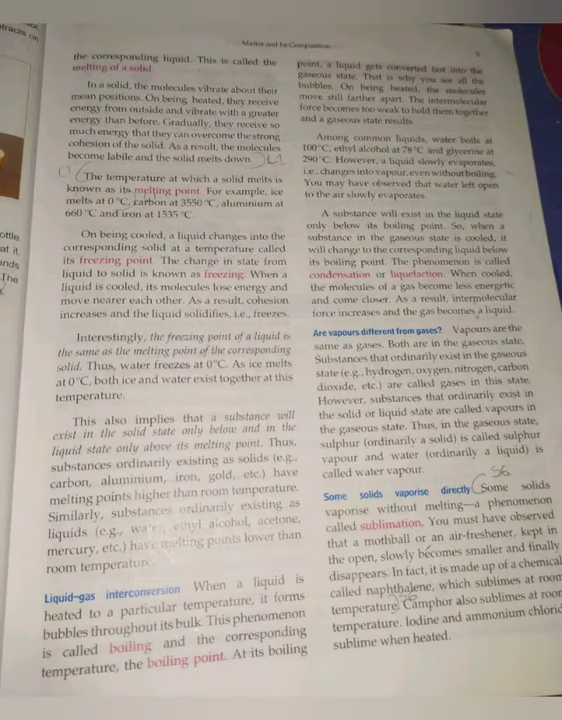 tracts on
ottle.
at it.
ands
The
Matter and Its Composition
the corresponding liquid. This is called the
melting of a solid.
In a solid, the molecules vibrate about their
mean positions. On being heated, they receive
energy from outside and vibrate with a greater
energy than before. Gradually, they receive so
much energy that they can overcome the strong
cohesion of the solid. As a result, the molecules
become labile and the solid melts down.
The temperature at which a solid melts is
known as its melting point. For example, ice
melts at 0 °C, carbon at 3550 °C, aluminium at
660 °C and iron at 1535 °C.
On being cooled, a liquid changes into the
corresponding solid at a temperature called
its freezing point. The change in state from
liquid to solid is known as freezing. When a
liquid is cooled, its molecules lose energy and
move nearer each other. As a result, cohesion
increases and the liquid solidifies, i.e., freezes.
Interestingly, the freezing point of a liquid is
the same as the melting point of the corresponding
solid. Thus, water freezes at 0°C. As ice melts
at 0°C, both ice and water exist together at this
temperature.
This also implies that a substance will
exist in the solid state only below and in the
liquid state only above its melting point. Thus,
substances ordinarily existing as solids (e.g.,
carbon, aluminium, iron, gold, etc.) have
melting points higher than room temperature.
Similarly, substances ordinarily existing as
liquids (e.g., water, ethyl alcohol, acetone,
mercury, etc.) have melting points lower than
room temperature.
Liquid–gas interconversion When a liquid is
heated to a particular temperature, it forms
bubbles throughout its bulk. This phenomenon
is called boiling and the corresponding
temperature, the boiling point. At its boiling
point, a liquid gets converted fast into the
gaseous state. That is why you see all the
bubbles. On being heated, the molecules
move still farther apart. The intermolecular
force becomes too weak to hold them together
and a gaseous state results.
Among common liquids, water boils at
100°C, ethyl alcohol at 78°C and glycerine at
290°C. However, a liquid slowly evaporates,
i.e., changes into vapour, even without boiling.
You may have observed that water left open
to the air slowly evaporates.
A substance will exist in the liquid state
only below its boiling point. So, when a
substance in the gaseous state is cooled, it
will change to the corresponding liquid below
its boiling point. The phenomenon is called
condensation or liquefaction. When cooled,
the molecules of a gas become less energetic
and come closer. As a result, intermolecular
force increases and the gas becomes a liquid.
Are vapours different from gases? Vapours are the
same as gases. Both are in the gaseous state.
Substances that ordinarily exist in the gaseous
state (e.g., hydrogen, oxygen, nitrogen, carbon
dioxide, etc.) are called gases in this state.
However, substances that ordinarily exist in
the solid or liquid state are called vapours in
the gaseous state. Thus, in the gaseous state,
sulphur (ordinarily a solid) is called sulphur
vapour and water (ordinarily a liquid) is
called water vapour.
Some solids vaporise directly Some solids
vaporise without melting—a phenomenon
called sublimation. You must have observed
that a mothball or an air-freshener, kept in
the open, slowly becomes smaller and finally
disappears. In fact, it is made up of a chemical
called naphthalene, which sublimes at room
temperature. Camphor also sublimes at room
temperature. Iodine and ammonium chlorid
sublime when heated.